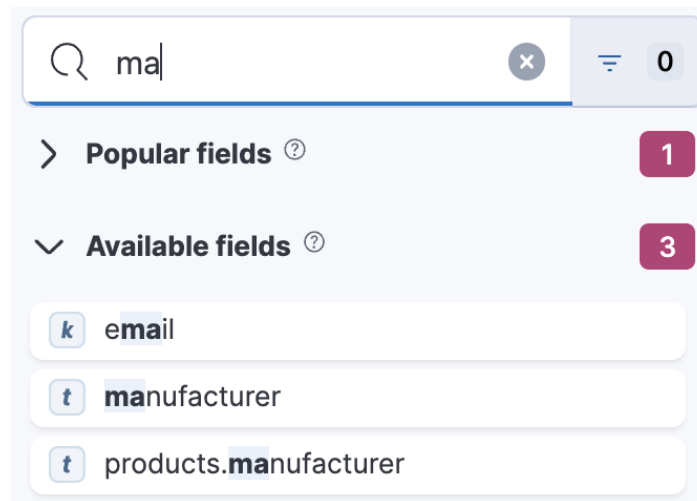 ma 0
Popular fields ? 1
Available fields ? 3
k email
t manufacturer
t products.manufacturer